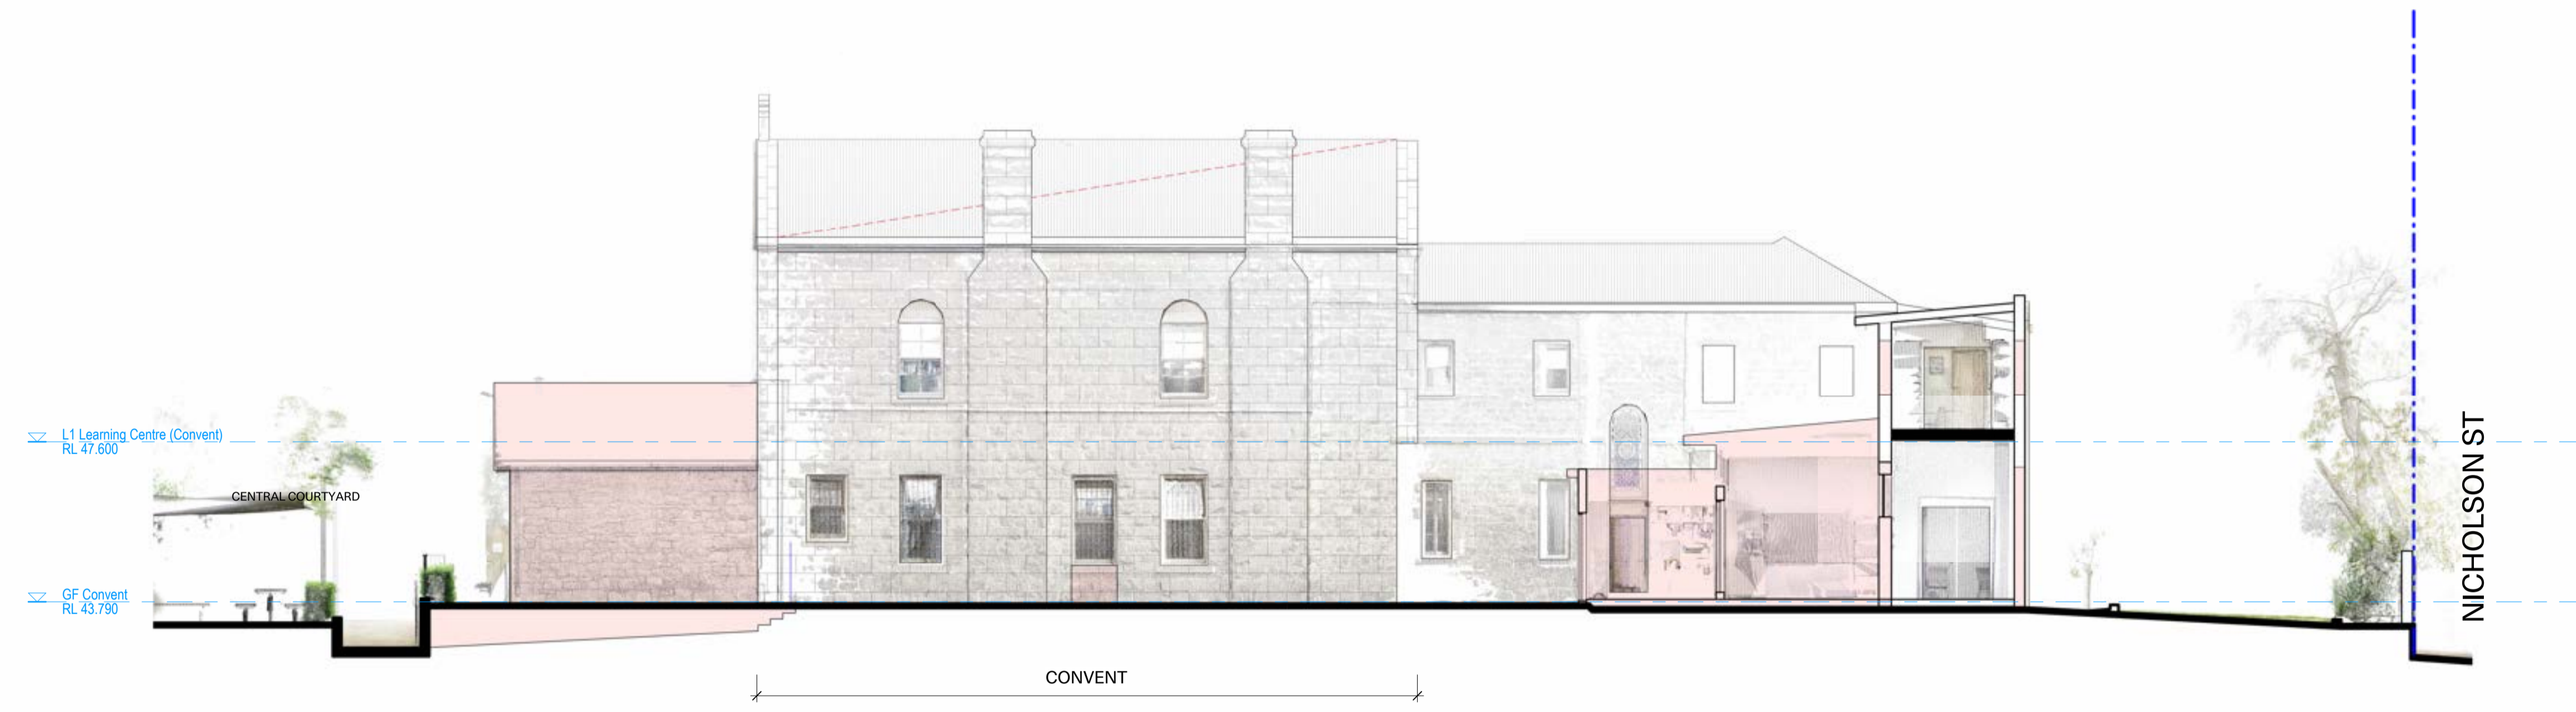 L1 Learning Centre (Convent)
RL 47.600
CENTRAL COURTYARD
GF Convent
RL 43.790
CONVENT
NICHOLSON ST